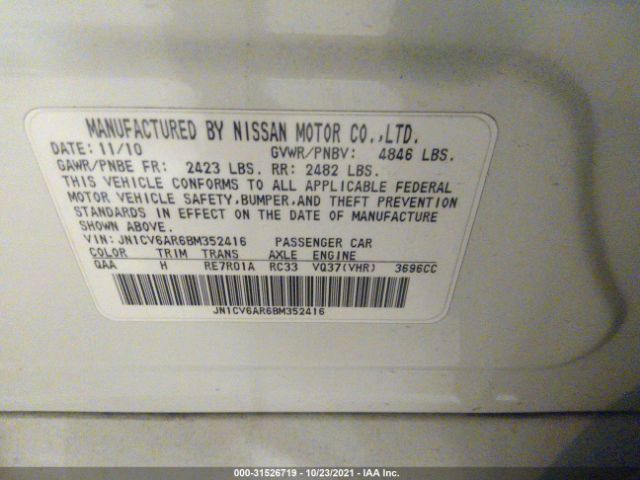 MANUFACTURED BY NISSAN MOTOR CO.,LTD.
DATE: 11/10 GVWR/PNBV: 4846 LBS.
GAWR/PNBE FR: 2423 LBS. RR: 2482 LBS.
THIS VEHICLE CONFORMS TO ALL APPLICABLE FEDERAL
MOTOR VEHICLE SAFETY,BUMPER,AND THEFT PREVENTION
STANDARDS IN EFFECT ON THE DATE OF MANUFACTURE
SHOWN ABOVE.
VIN: JN1CV6AR6BM352416 PASSENGER CAR
COLOR TRIM TRANS AXLE ENGINE
QAA H RE7R01A RC33 VQ37(VHR) 3696CC
JN1CV6AR6BM352416
000-31526719 - 10/23/2021 - IAA Inc.